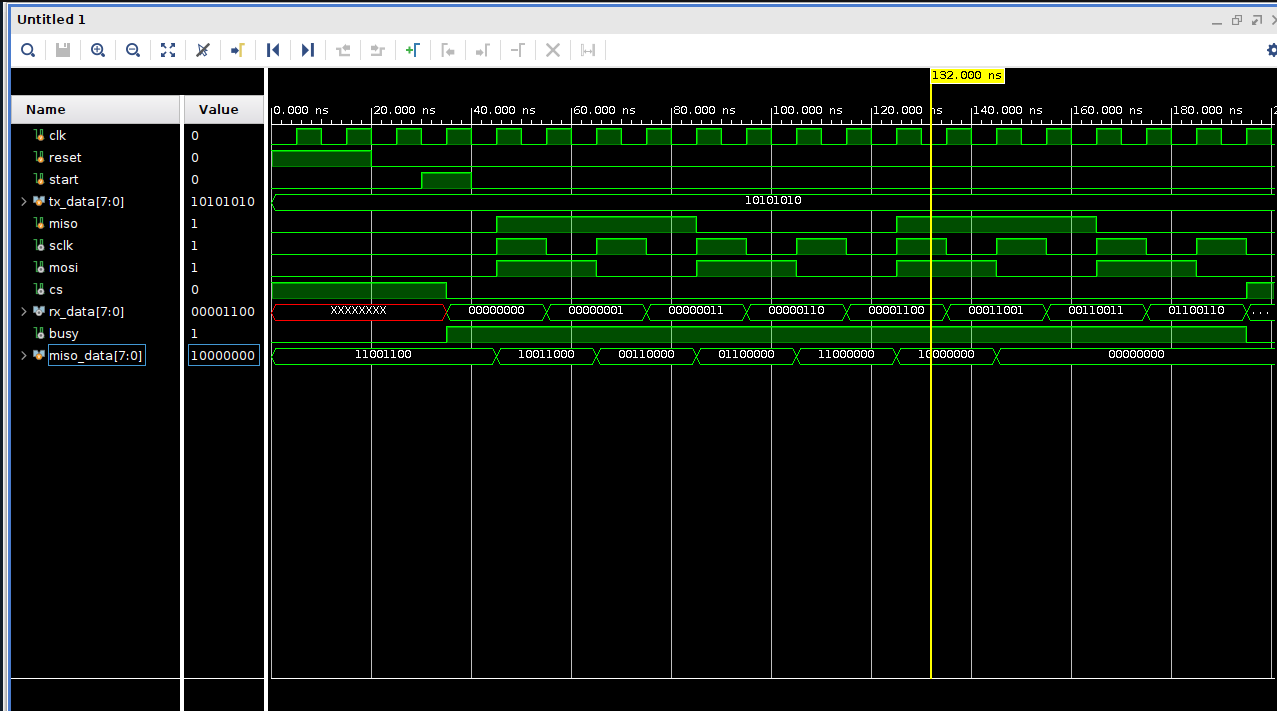 Untitled 1
132.000 ns
Name Value
0.000 ns 20.000 ns 40.000 ns 60.000 ns 80.000 ns 100.000 ns 120.000 ns 140.000 ns 160.000 ns 180.000 ns
clk 0
reset 0
start 0
tx_data[7:0] 10101010 10101010
miso 1
sclk 1
mosi 1
cs 0
rx_data[7:0] 00001100 XXXXXXXX 00000000 00000001 00000011 00000110 00001100 00011001 00110011 01100110 ...
busy 1
miso_data[7:0] 10000000 11001100 10011000 00110000 01100000 11000000 10000000 00000000